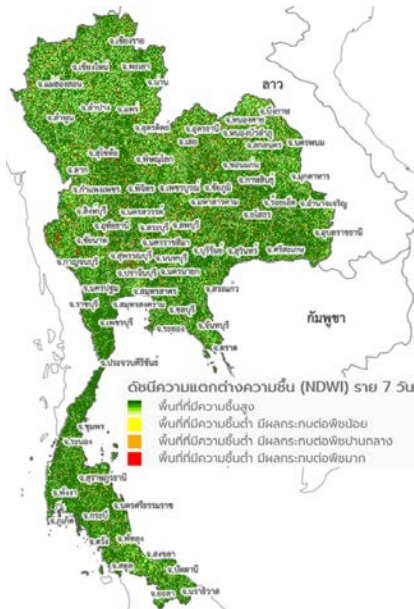 จ.เชียงราย
จ.เชียงใหม่
จ.พะเยา
จ.แม่ฮ่องสอน
จ.น่าน
ลาว
จ.ลำปาง
จ.แพร่
จ.ลำพูน
จ.บึงกาฬ
จ.หนองคาย
จ.อุตรดิตถ์
จ.อุดรธานี
จ.เลย
จ.หนองบัวลำภู
จ.สกลนคร
จ.นครพนม
จ.สุโขทัย
จ.พิษณุโลก
จ.ขอนแก่น
จ.ตาก
จ.กาฬสินธุ์
จ.มุกดาหาร
จ.กำแพงเพชร
จ.พิจิตร
จ.เพชรบูรณ์
จ.ชัยภูมิ
จ.มหาสารคาม
จ.ร้อยเอ็ด
จ.อำนาจเจริญ
จ.สิงห์บุรี
จ.นครสวรรค์
จ.ยโสธร
จ.อุทัยธานี
จ.สระบุรี
จ.ลพบุรี
จ.อุบลราชธานี
จ.ชัยนาท
จ.นครราชสีมา
จ.บุรีรัมย์
จ.สุรินทร์
จ.ศรีสะเกษ
จ.กาญจนบุรี
จ.สุพรรณบุรี
จ.นนทบุรี
จ.ปราจีนบุรี
จ.นครนายก
จ.นครปฐม
จ.สมุทรสาคร
จ.สระแก้ว
จ.ราชบุรี
จ.สมุทรสงคราม
จ.ชลบุรี
กัมพูชา
จ.เพชรบุรี
จ.ระยอง
จ.จันทบุรี
จ.ตราด
จ.ประจวบคีรีขันธ์
ดัชนีความแตกต่างความชื้น (NDWI) ราย 7 วัน
พื้นที่ที่มีความชื้นสูง
พื้นที่ที่มีความชื้นต่ำ มีผลกระทบต่อพืชน้อย
พื้นที่ที่มีความชื้นต่ำ มีผลกระทบต่อพืชปานกลาง
พื้นที่ที่มีความชื้นต่ำ มีผลกระทบต่อพืชมาก
จ.ชุมพร
จ.ระนอง
จ.สุราษฎร์ธานี
จ.พังงา
จ.นครศรีธรรมราช
จ.ภูเก็ต
จ.กระบี่
จ.ตรัง
จ.พัทลุง
จ.สงขลา
จ.สตูล
จ.ปัตตานี
จ.ยะลา
จ.นราธิวาส